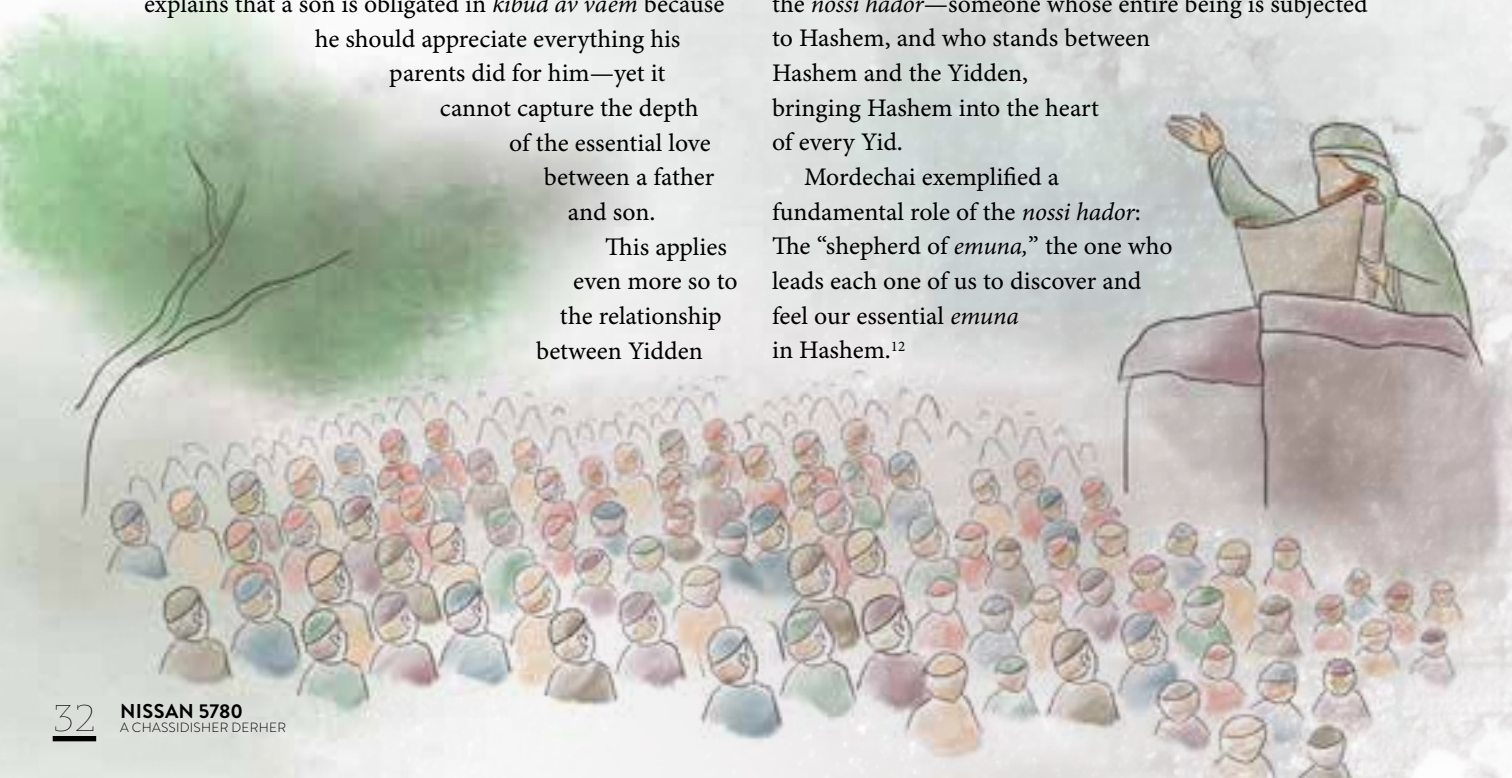 explains that a son is obligated in kibud av vaem because
he should appreciate everything his
parents did for him—yet it
cannot capture the depth
of the essential love
between a father
and son.
This applies
even more so to
the relationship
between Yidden
the nossi hador—someone whose entire being is subjected
to Hashem, and who stands between
Hashem and the Yidden,
bringing Hashem into the heart
of every Yid.
Mordechai exemplified a
fundamental role of the nossi hador:
The “shepherd of emuna,” the one who
leads each one of us to discover and
feel our essential emuna
in Hashem.¹²
32
NISSAN 5780
A CHASSIDISHER DERHER